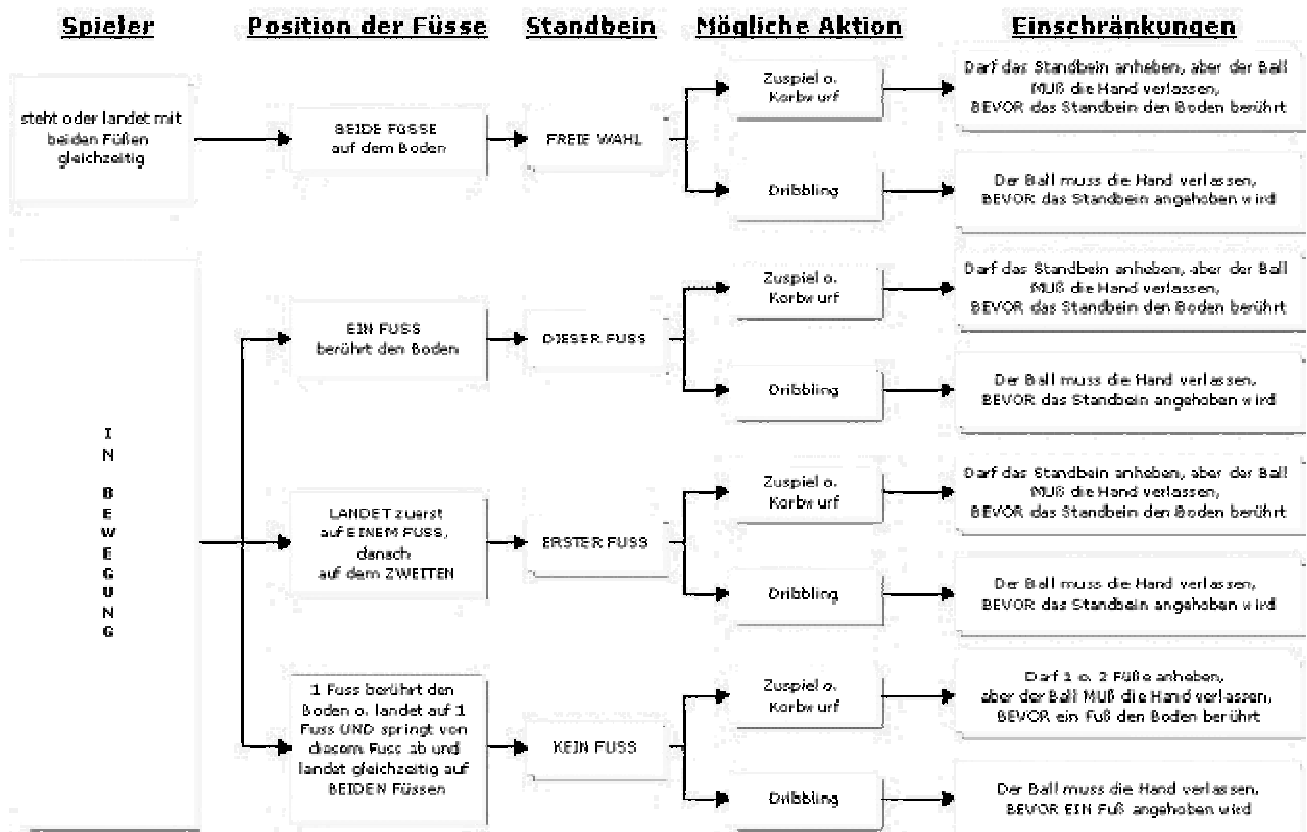 Spieler
Position der Füsse
Standbein
Mögliche Aktion
Einschränkungen
steht oder landet mit
beiden Füßen
gleichzeitig
BEIDE FÜSSE
auf dem Boden
FREIE WAHL
Zuspiel o.
Korbwurf
Darf das Standbein anheben, aber der Ball
MUß die Hand verlassen,
BEVOR das Standbein den Boden berührt
Dribbling
Der Ball muss die Hand verlassen,
BEVOR das Standbein angehoben wird
I
N
B
E
W
E
G
U
N
G
EIN FUSS
berührt den Boden
DIESER FUSS
Zuspiel o.
Korbwurf
Darf das Standbein anheben, aber der Ball
MUß die Hand verlassen,
BEVOR das Standbein den Boden berührt
Dribbling
Der Ball muss die Hand verlassen,
BEVOR das Standbein angehoben wird
LANDET zuerst
auf EINEM FUSS,
danach
auf dem ZWEITEN
ERSTER FUSS
Zuspiel o.
Korbwurf
Darf das Standbein anheben, aber der Ball
MUß die Hand verlassen,
BEVOR das Standbein den Boden berührt
Dribbling
Der Ball muss die Hand verlassen,
BEVOR das Standbein angehoben wird
1 Fuss berührt den
Boden o. landet auf 1
Fuss UND springt von
diesem Fuss ab und
landet gleichzeitig auf
BEIDEN Füssen
KEIN FUSS
Zuspiel o.
Korbwurf
Darf 1 o. 2 Füße anheben,
aber der Ball MUß die Hand verlassen,
BEVOR ein Fuß den Boden berührt
Dribbling
Der Ball muss die Hand verlassen,
BEVOR EIN Fuß angehoben wird